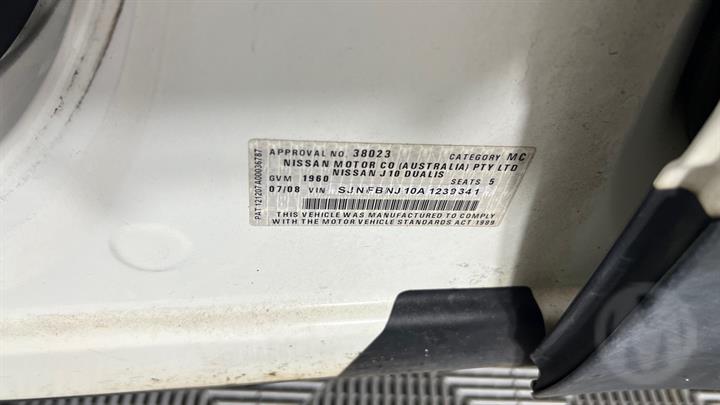 APPROVAL NO. 38023 CATEGORY MC
NISSAN MOTOR CO (AUSTRALIA) PTY LTD
NISSAN J10 DUALIS
GVM 1960 SEATS 5
07/08 VIN SJNFBNJ10A1239341
THIS VEHICLE WAS MANUFACTURED TO COMPLY
WITH THE MOTOR VEHICLE STANDARDS ACT 1989
PAT121207A00036787
M